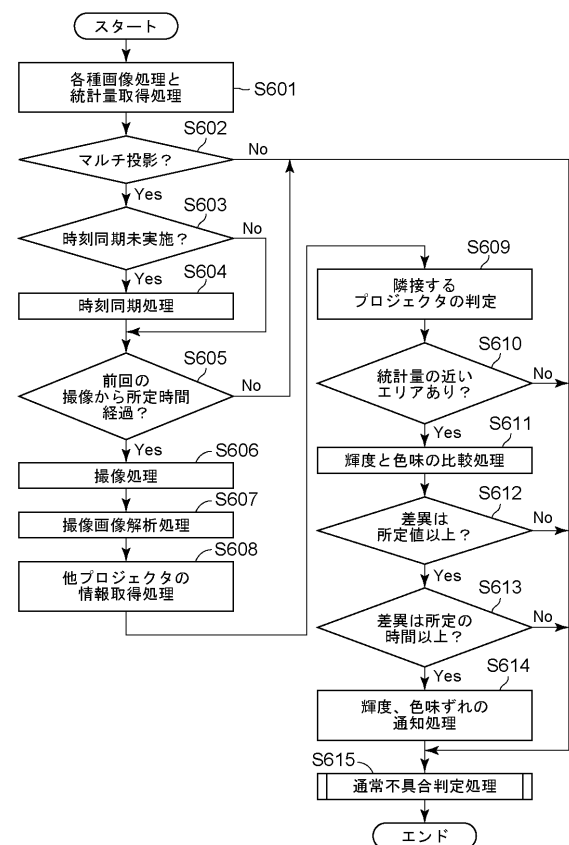 スタート
各種画像処理と
統計量取得処理
S601
S602
マルチ投影？
No
Yes
S603
時刻同期未実施？
No
Yes
S604
時刻同期処理
S605
前回の
撮像から所定時間
経過？
No
Yes
S606
撮像処理
S607
撮像画像解析処理
S608
他プロジェクタの
情報取得処理
S609
隣接する
プロジェクタの判定
S610
統計量の近い
エリアあり？
No
Yes
S611
輝度と色味の比較処理
S612
差異は
所定値以上？
No
Yes
S613
差異は所定の
時間以上？
No
Yes
S614
輝度、色味ずれの
通知処理
S615
通常不具合判定処理
エンド